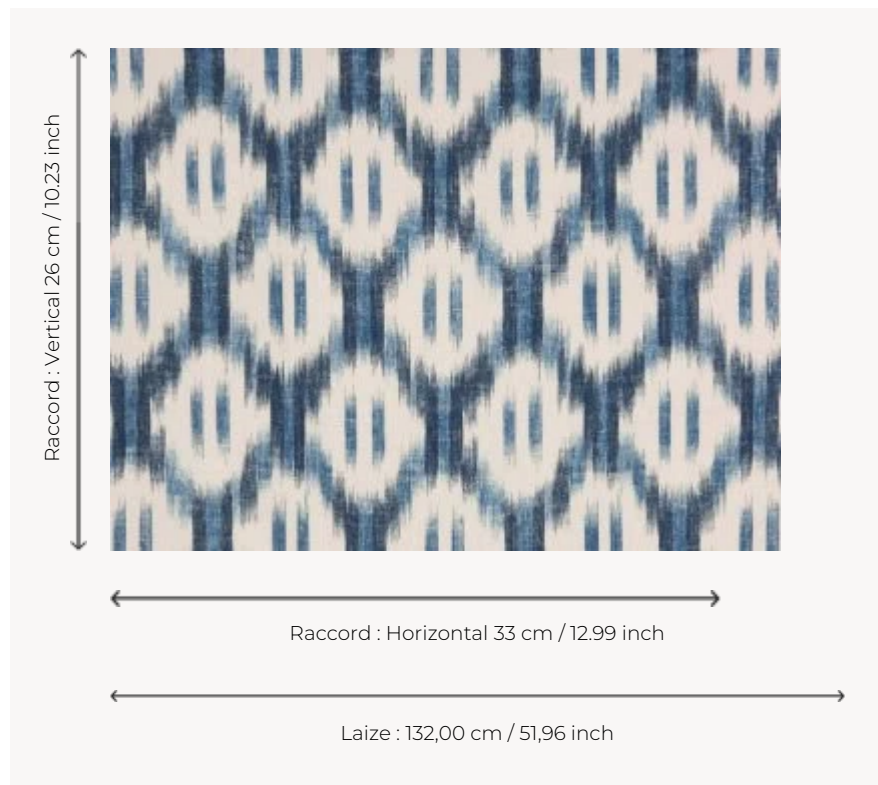 Raccord : Vertical 26 cm / 10.23 inch
Raccord : Horizontal 33 cm / 12.99 inch
Laize : 132,00 cm / 51,96 inch